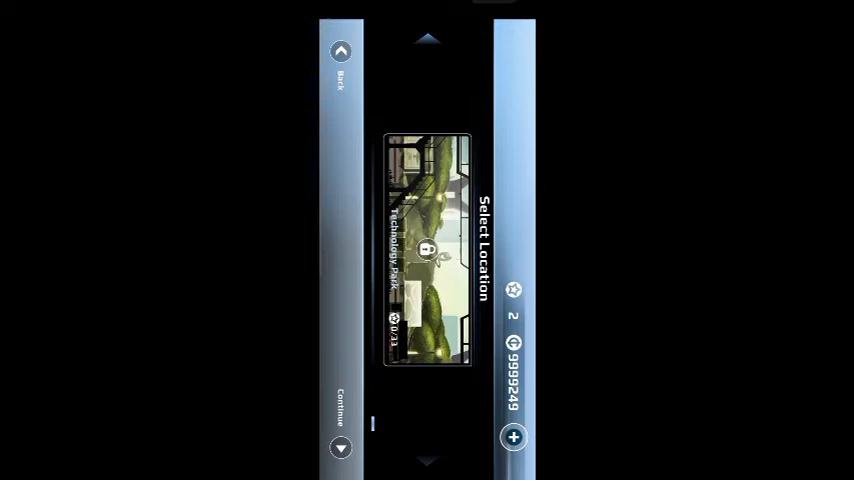 2 9999249
Select Location
Technology Park
0/33
Back
Continue